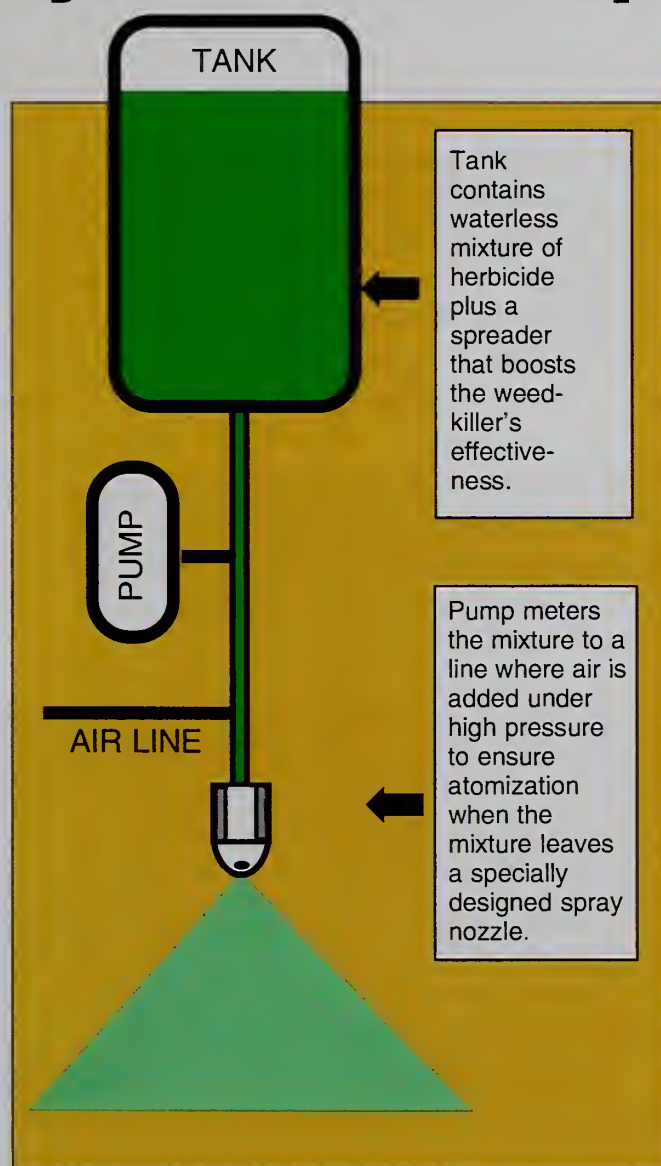 TANK
Tank
contains
waterless
mixture of
herbicide
plus a
spreader
that boosts
the weed-
killer's
effective-
ness.
PUMP
Pump meters
the mixture to a
line where air is
added under
high pressure
to ensure
atomization
when the
mixture leaves
a specially
designed spray
nozzle.
AIR LINE